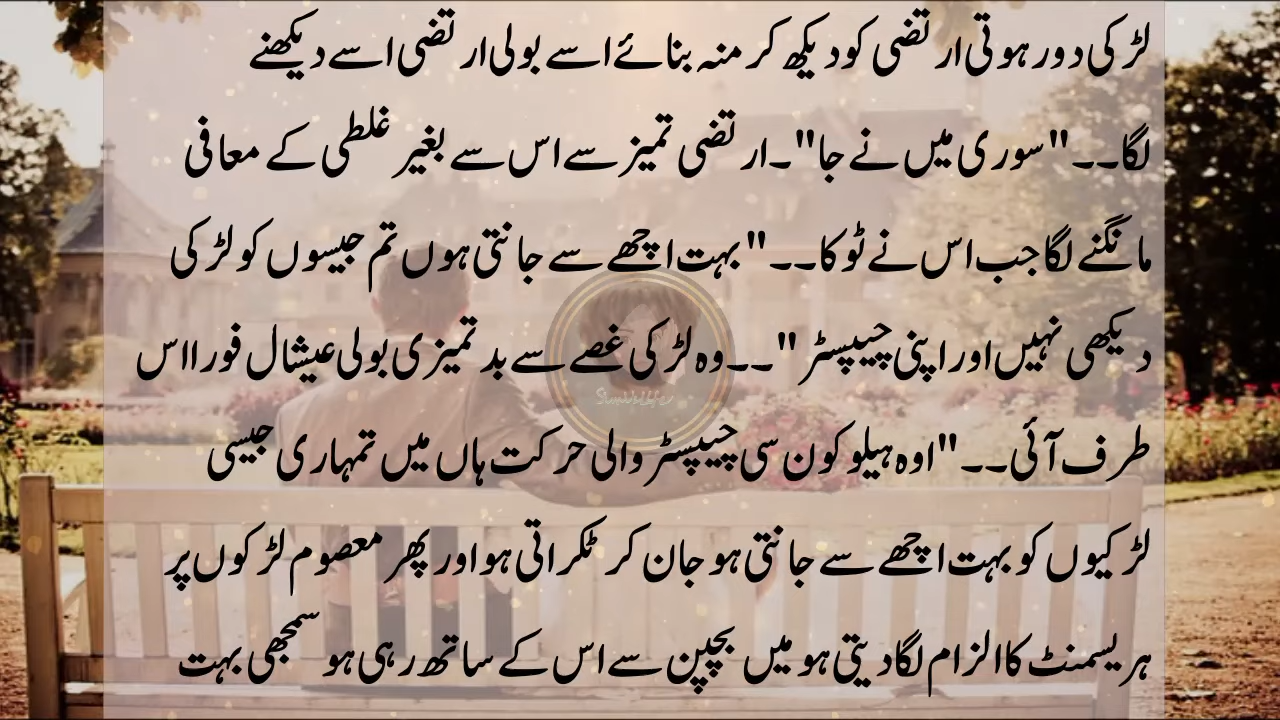 لڑکی دور ہوتی ارتضی کو دیکھ کر منہ بنائے اسے بولی ارتضی اسے دیکھنے
لگا۔۔"سوری میں نے جا"۔ارتضی تمیز سے اس سے بغیر غلطی کے معافی
مانگنے لگا جب اس نے ٹوکا۔۔"بہت اچھے سے جانتی ہوں تم جیسوں کو لڑکی
دیکھی نہیں اور اپنی چیپسٹر"۔۔وہ لڑکی غصے سے بدتمیزی بولی عیشال فورا اس
طرف آئی۔۔"اوہ ہیلو کون سی چیپسٹر والی حرکت ہاں میں تمہاری جیسی
لڑکیوں کو بہت اچھے سے جانتی ہو جان کر ٹکراتی ہو اور پھر معصوم لڑکوں پر
ہریسمنٹ کا الزام لگا دیتی ہو میں بچپن سے اس کے ساتھ رہی ہو سمجھی بہت